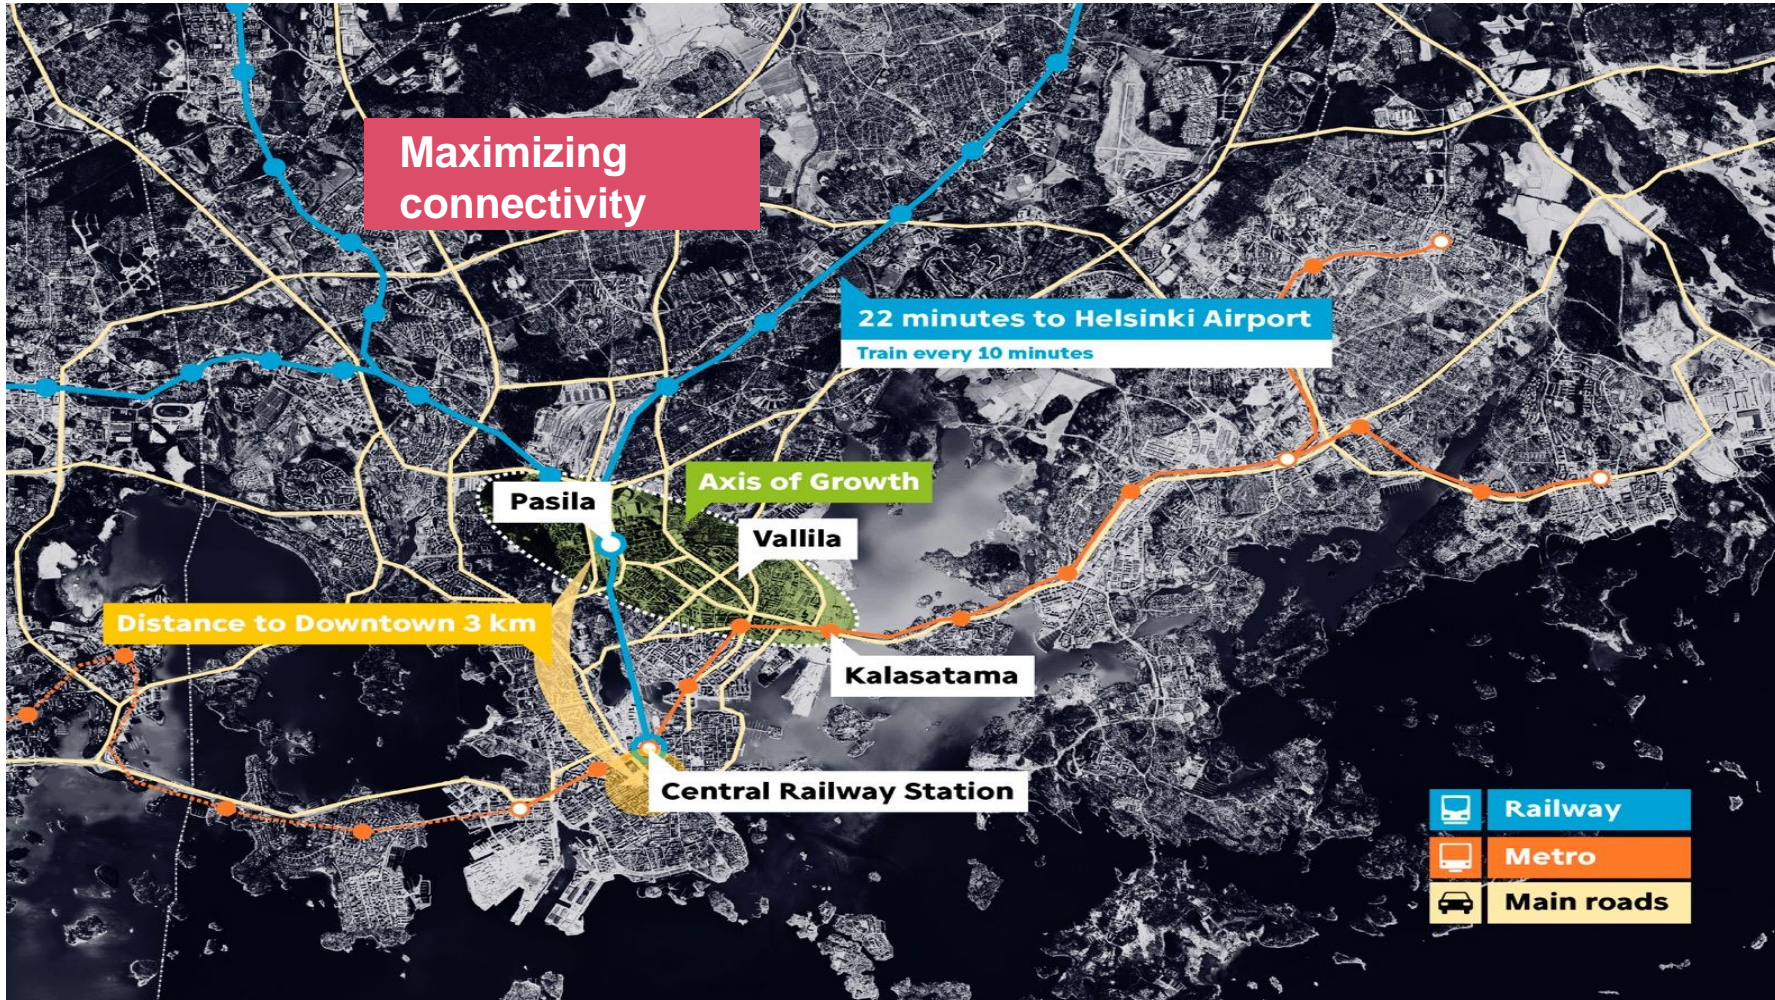 Maximizing
connectivity
22 minutes to Helsinki Airport
Train every 10 minutes
Axis of Growth
Pasila
Vallila
Distance to Downtown 3 km
Kalasatama
Central Railway Station
Railway
Metro
Main roads